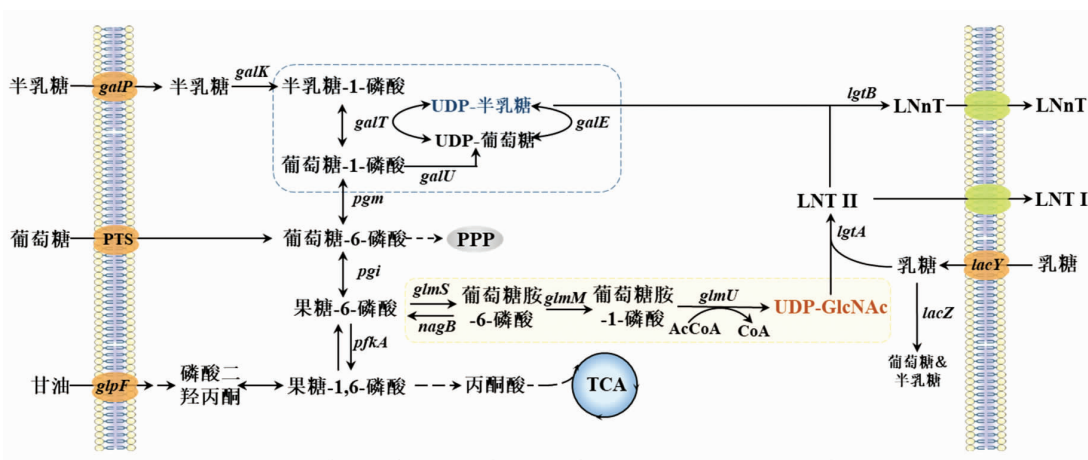 半乳糖 galP 半乳糖 galK 半乳糖-1-磷酸
UDP-半乳糖 lgtB LNnT LNnT
galT galE
UDP-葡萄糖
葡萄糖-1-磷酸
galU
pgm
LNT II LNT I
葡萄糖 PTS 葡萄糖-6-磷酸 PPP
lgtA
乳糖 lacY 乳糖
pgi
glmS 葡萄糖胺 glmM 葡萄糖胺 glmU
果糖-6-磷酸 -6-磷酸 -1-磷酸 UDP-GlcNAc
nagB AcCoA CoA
lacZ
pfkA
葡萄糖&
半乳糖
甘油 glpF 磷酸二
羟丙酮 果糖-1,6-磷酸 丙酮酸 TCA